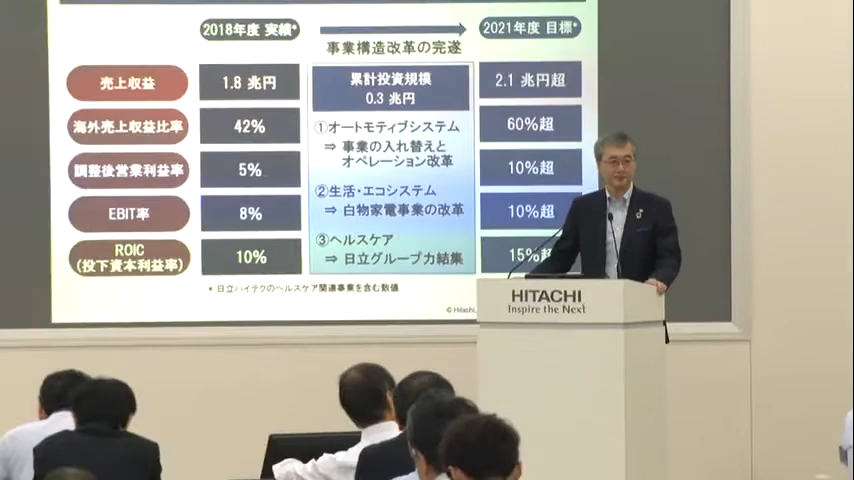 2018年度 実績*
2021年度 目標*
事業構造改革の完遂
売上収益
1.8 兆円
累計投資規模
0.3 兆円
2.1 兆円超
海外売上収益比率
42%
60%超
調整後営業利益率
5%
10%超
EBIT率
8%
10%超
ROIC
(投下資本利益率)
10%
15%超
①オートモティブシステム
⇒ 事業の入れ替えと
オペレーション改革
②生活・エコシステム
⇒ 白物家電事業の改革
③ヘルスケア
⇒ 日立グループ力結集
* 日立ハイテクのヘルスケア関連事業を含む数値
© Hitachi,
HITACHI
Inspire the Next